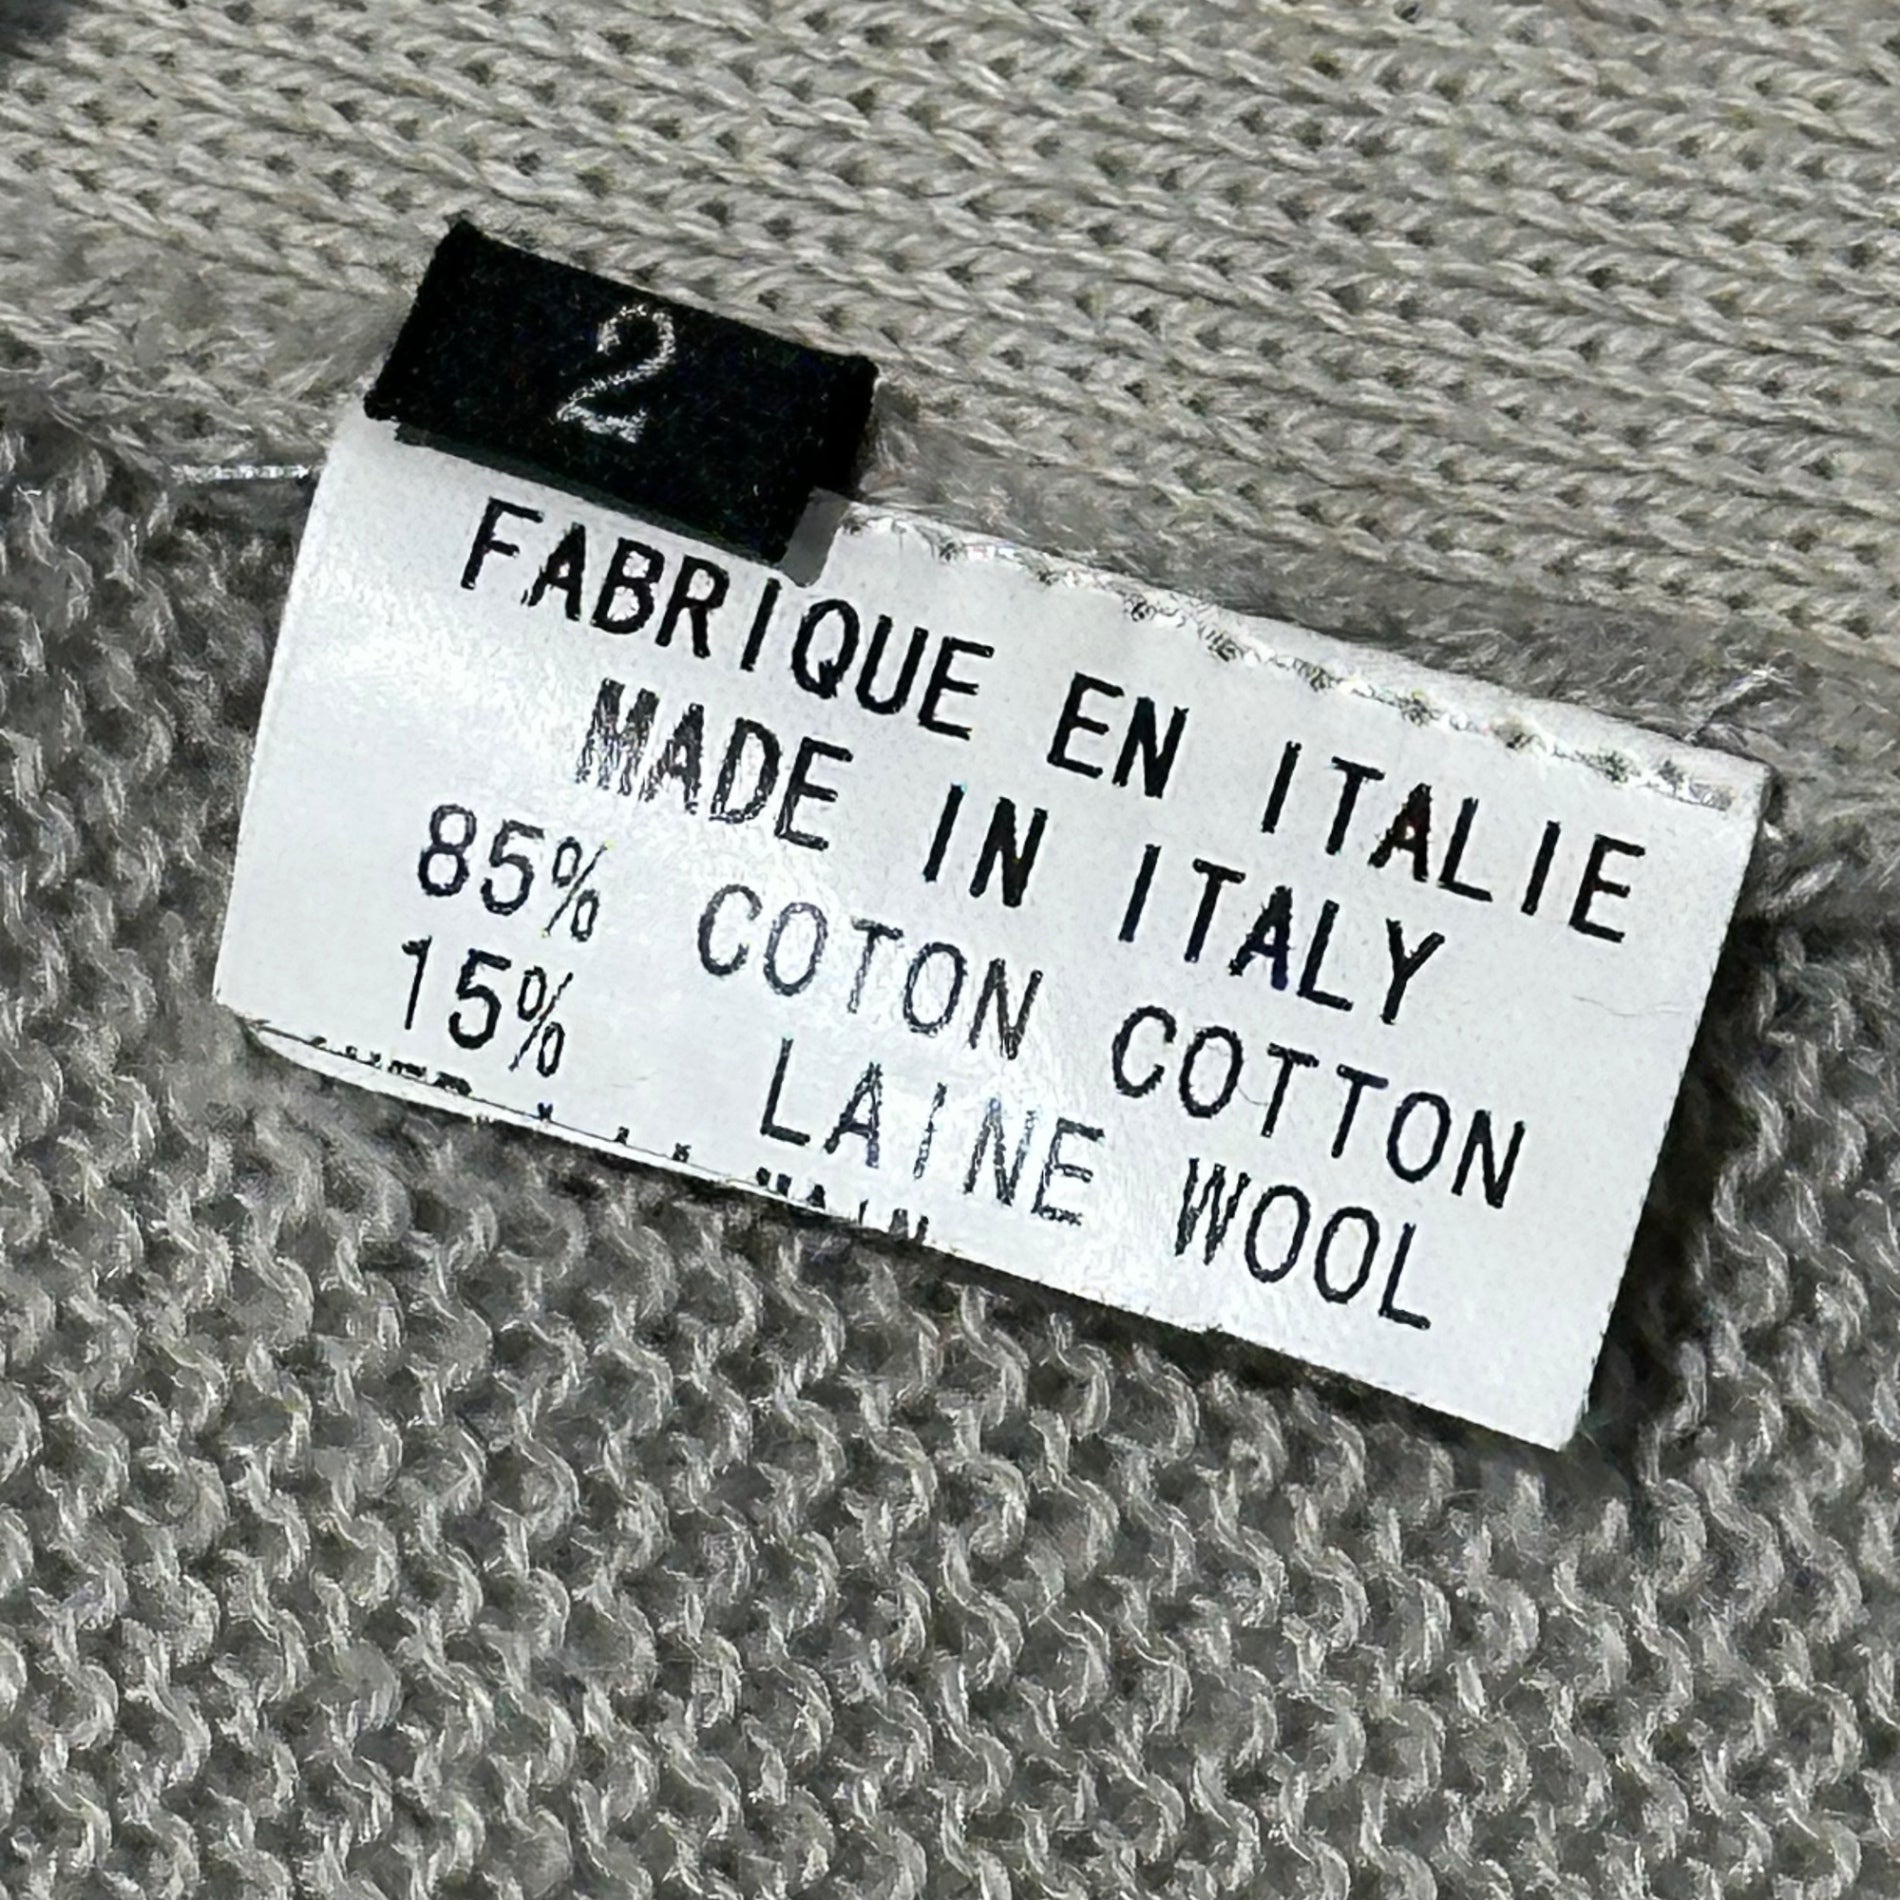 2
FABRIQUE EN ITALIE
MADE IN ITALY
85% COTON COTTON
15% LAINE WOOL